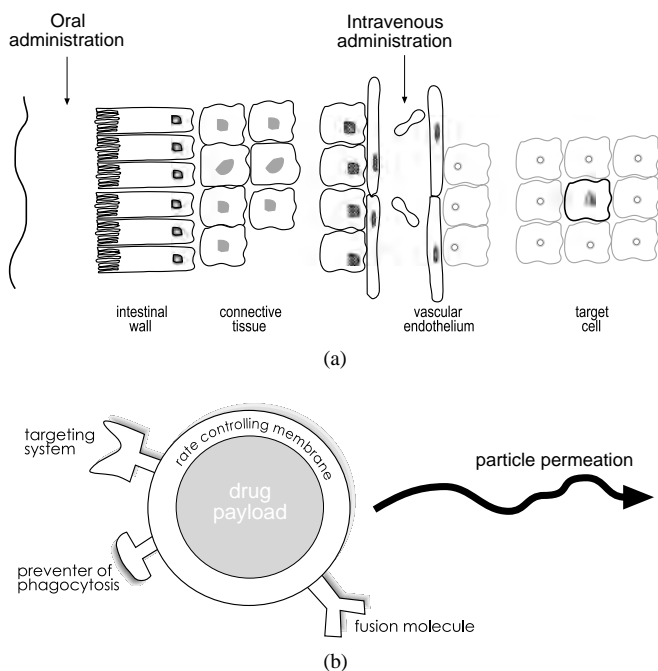 Oral
administration
Intravenous
administration
intestinal
wall
connective
tissue
vascular
endothelium
target
cell
(a)
targeting
system
rate controlling membrane
drug
payload
particle permeation
preventer of
phagocytosis
fusion molecule
(b)